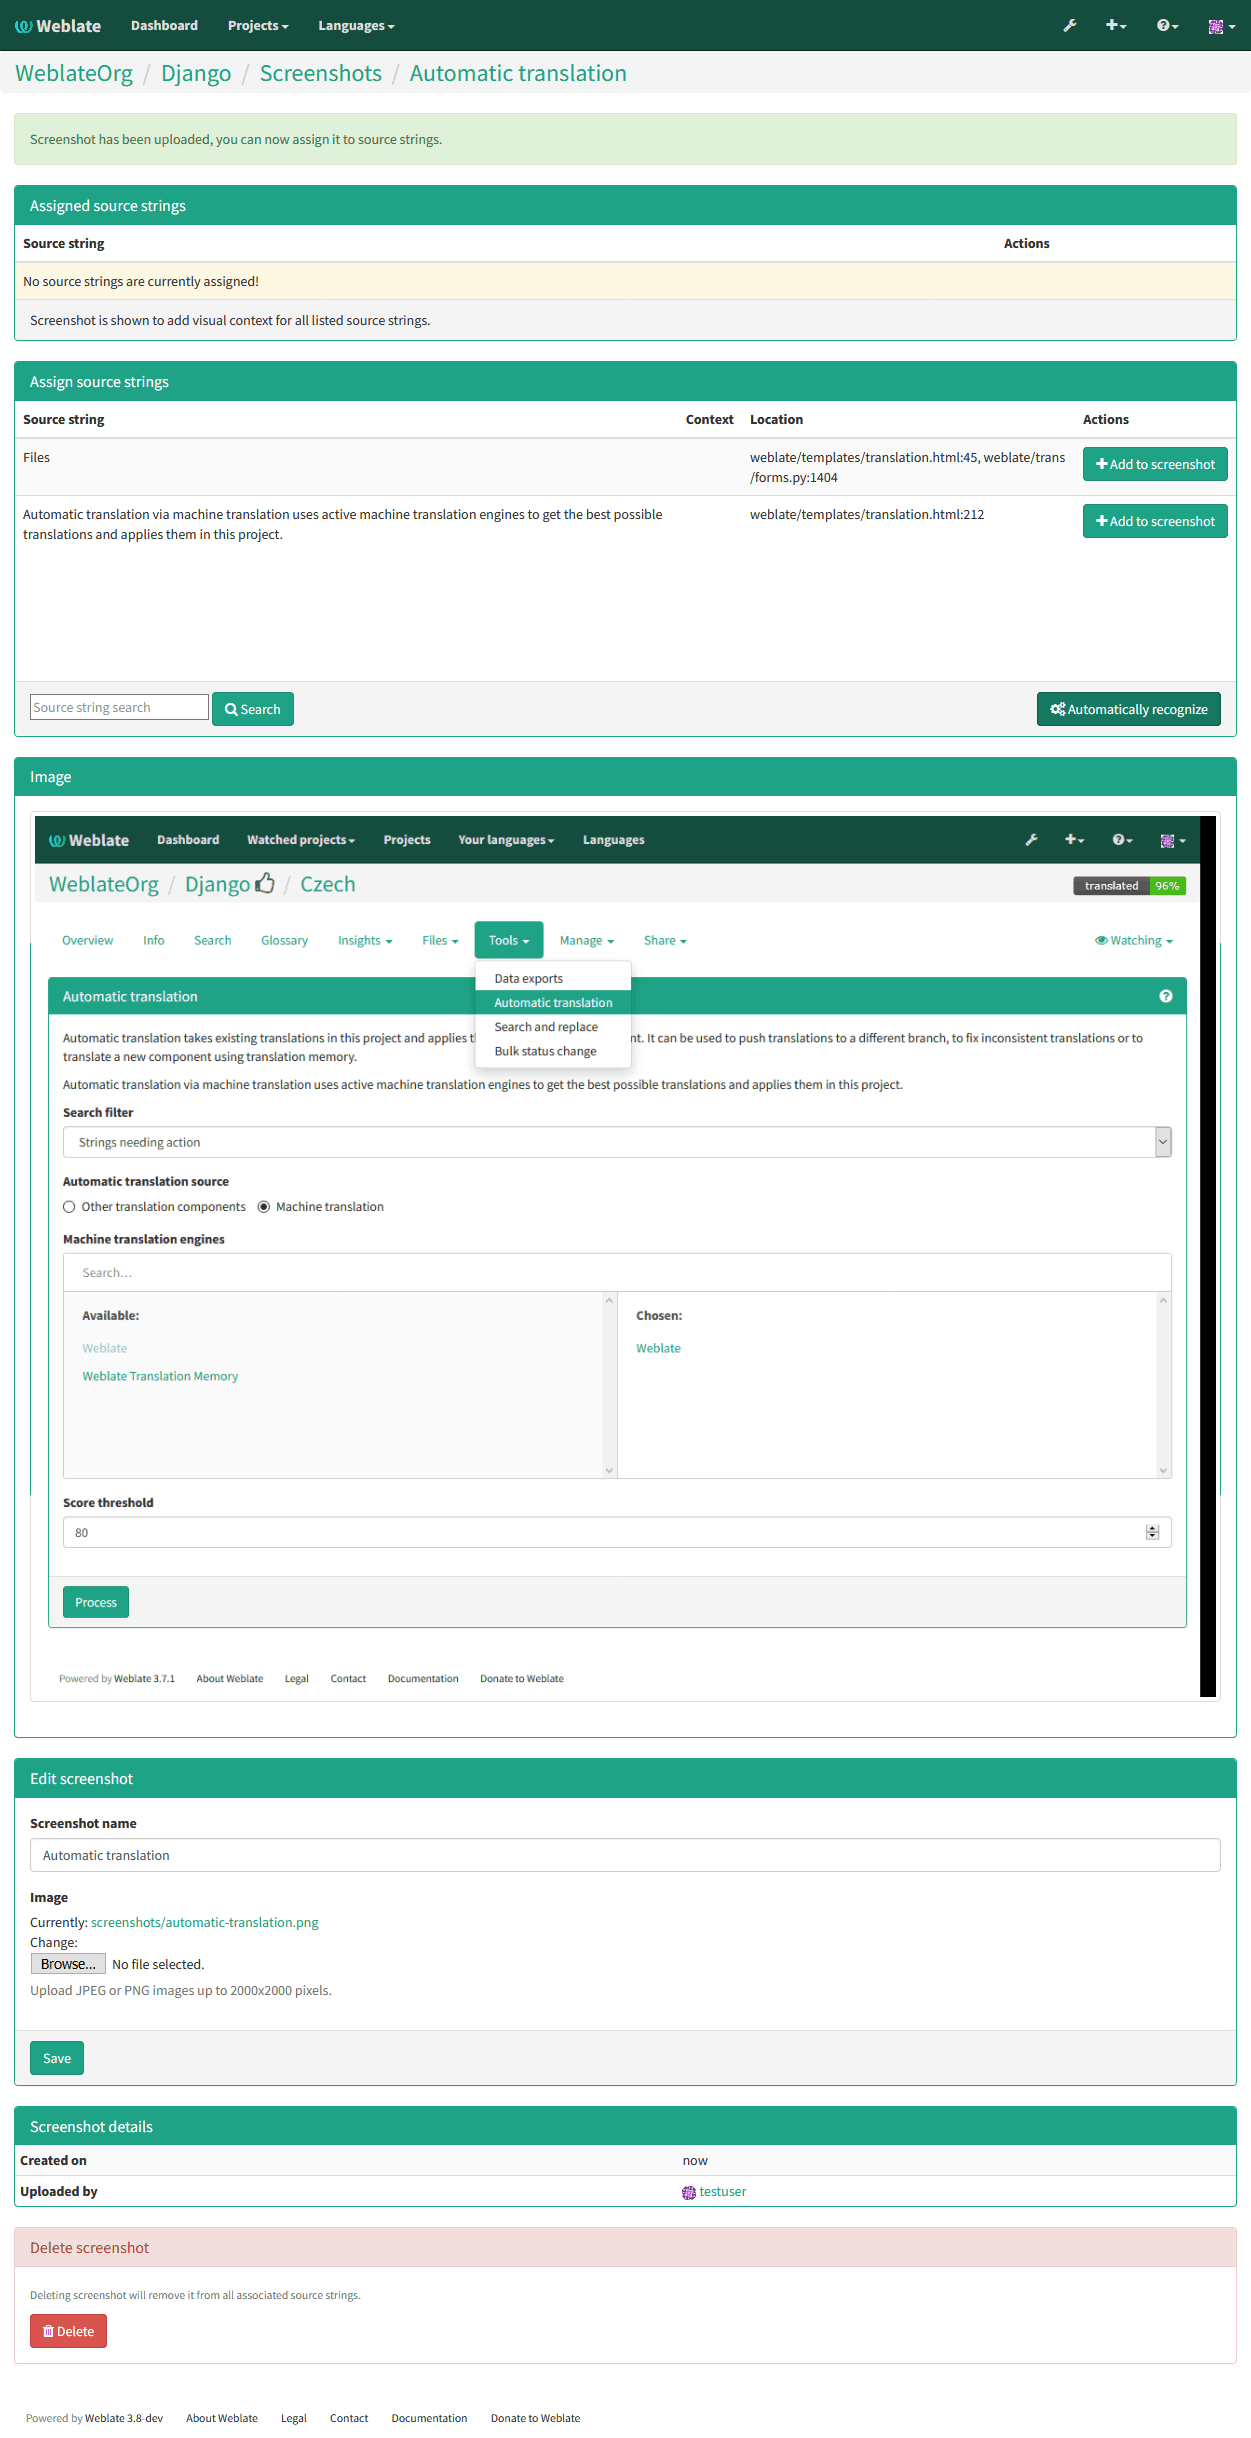 Weblate Dashboard Projects Languages
WeblateOrg / Django / Screenshots / Automatic translation
Screenshot has been uploaded, you can now assign it to source strings.
Assigned source strings
Source string Actions
No source strings are currently assigned!
Screenshot is shown to add visual context for all listed source strings.
Assign source strings
Source string Context Location Actions
Files weblate/templates/translation.html:45, weblate/trans Add to screenshot
/forms.py:1404
Automatic translation via machine translation uses active machine translation engines to get the best possible weblate/templates/translation.html:212 Add to screenshot
translations and applies them in this project.
Source string search Search Automatically recognize
Image
Weblate Dashboard Watched projects Projects Your languages Languages
WeblateOrg / Django / Czech translated 96%
Overview Info Search Glossary Insights Files Tools Manage Share Watching
Data exports
Automatic translation Automatic translation
Search and replace
Automatic translation takes existing translations in this project and applies t nt. It can be used to push translations to a different branch, to fix inconsistent translations or to
Bulk status change
translate a new component using translation memory.
Automatic translation via machine translation uses active machine translation engines to get the best possible translations and applies them in this project.
Search filter
Strings needing action
Automatic translation source
Other translation components Machine translation
Machine translation engines
Search…
Available: Chosen:
Weblate Weblate
Weblate Translation Memory
Score threshold
80
Process
Powered by Weblate 3.7.1 About Weblate Legal Contact Documentation Donate to Weblate
Edit screenshot
Screenshot name
Automatic translation
Image
Currently: screenshots/automatic-translation.png
Change:
Browse... No file selected.
Upload JPEG or PNG images up to 2000x2000 pixels.
Save
Screenshot details
Created on now
Uploaded by testuser
Delete screenshot
Deleting screenshot will remove it from all associated source strings.
Delete
Powered by Weblate 3.8-dev About Weblate Legal Contact Documentation Donate to Weblate